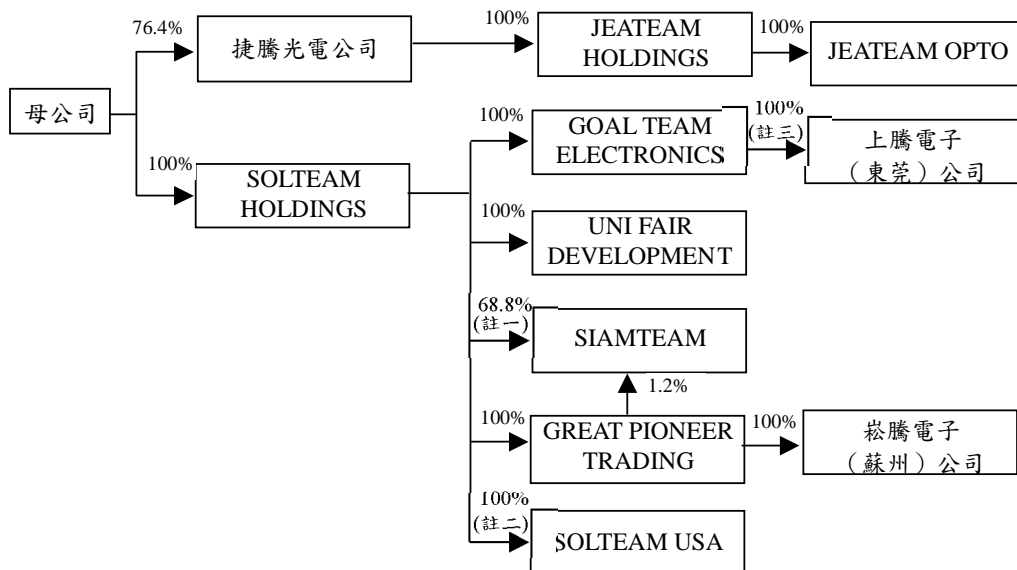 76.4%
捷騰光電公司
100%
JEATEAM
HOLDINGS
100%
JEATEAM OPTO
母公司
100%
SOLTEAM
HOLDINGS
100%
GOAL TEAM
ELECTRONICS
100%
(註三)
上騰電子
（東莞）公司
100%
UNI FAIR
DEVELOPMENT
68.8%
(註一)
SIAMTEAM
1.2%
100%
GREAT PIONEER
TRADING
100%
崧騰電子
（蘇州）公司
100%
(註二)
SOLTEAM USA